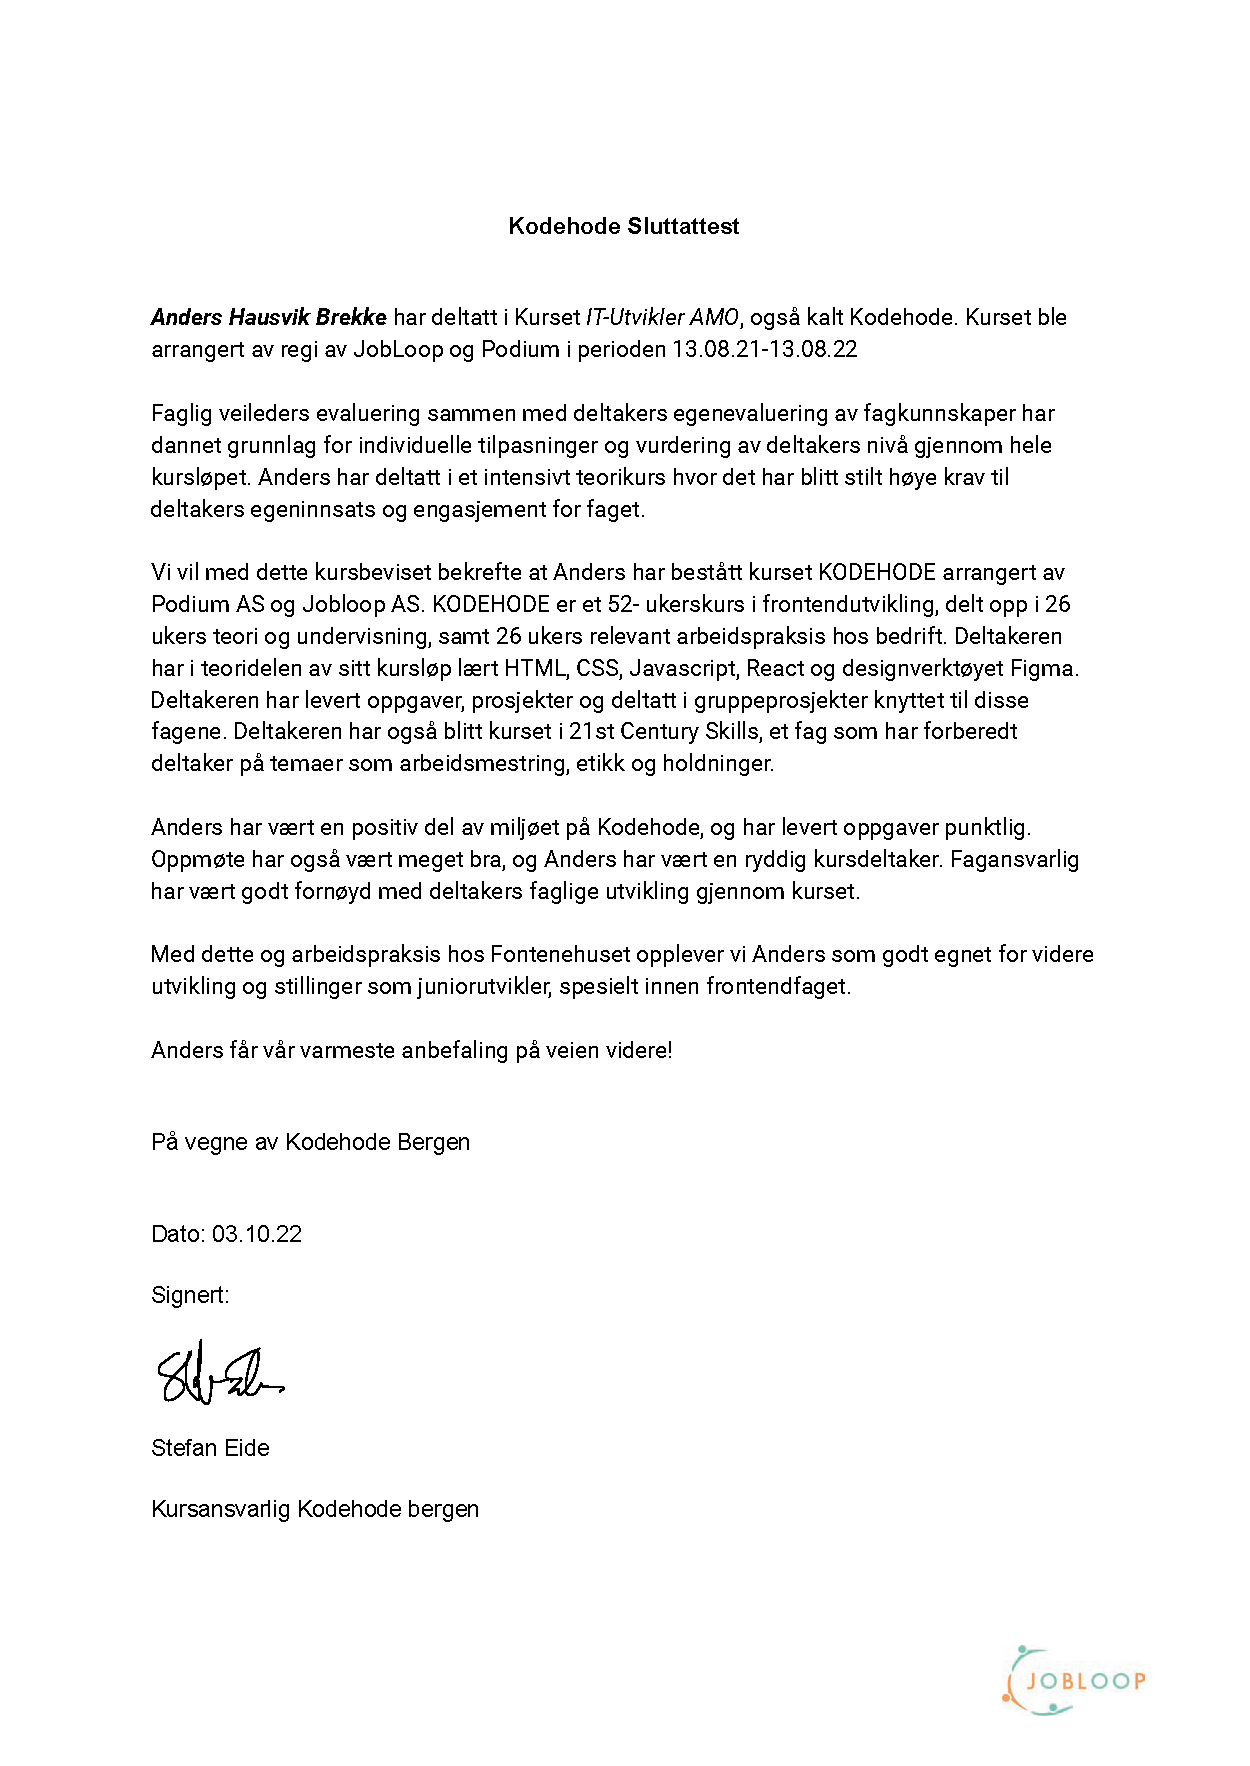 Kodehode Sluttattest
Anders Hausvik Brekke har deltatt i Kurset IT-Utvikler AMO, også kalt Kodehode. Kurset ble
arrangert av regi av JobLoop og Podium i perioden 13.08.21-13.08.22
Faglig veileders evaluering sammen med deltakers egenevaluering av fagkunnskaper har
dannet grunnlag for individuelle tilpasninger og vurdering av deltakers nivå gjennom hele
kursløpet. Anders har deltatt i et intensivt teorikurs hvor det har blitt stilt høye krav til
deltakers egeninnsats og engasjement for faget.
Vi vil med dette kursbeviset bekrefte at Anders har bestått kurset KODEHODE arrangert av
Podium AS og Jobloop AS. KODEHODE er et 52- ukerskurs i frontendutvikling, delt opp i 26
ukers teori og undervisning, samt 26 ukers relevant arbeidspraksis hos bedrift. Deltakeren
har i teoridelen av sitt kursløp lært HTML, CSS, Javascript, React og designverktøyet Figma.
Deltakeren har levert oppgaver, prosjekter og deltatt i gruppeprosjekter knyttet til disse
fagene. Deltakeren har også blitt kurset i 21st Century Skills, et fag som har forberedt
deltaker på temaer som arbeidsmestring, etikk og holdninger.
Anders har vært en positiv del av miljøet på Kodehode, og har levert oppgaver punktlig.
Oppmøte har også vært meget bra, og Anders har vært en ryddig kursdeltaker. Fagansvarlig
har vært godt fornøyd med deltakers faglige utvikling gjennom kurset.
Med dette og arbeidspraksis hos Fontenehuset opplever vi Anders som godt egnet for videre
utvikling og stillinger som juniorutvikler, spesielt innen frontendfaget.
Anders får vår varmeste anbefaling på veien videre!
På vegne av Kodehode Bergen
Dato: 03.10.22
Signert:
Stefan Eide
Kursansvarlig Kodehode bergen
JOBLOOP